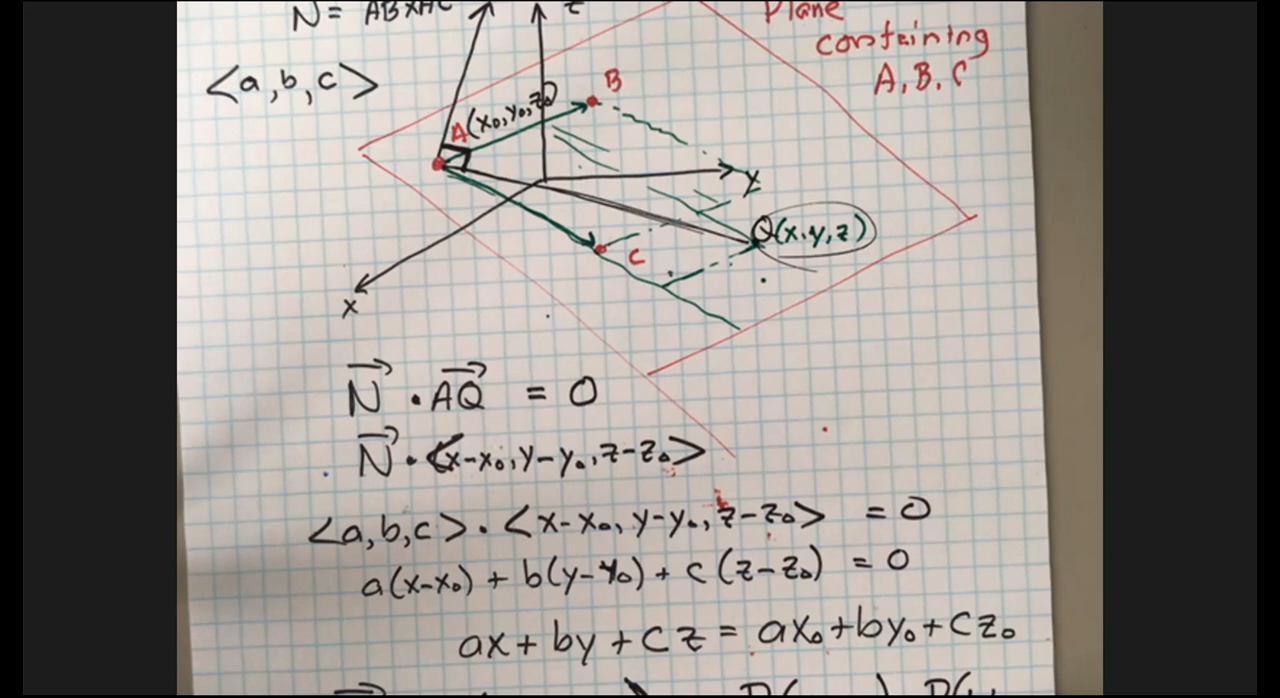 N = AB×AC
z
Plane
containing
A, B, C
<a, b, c>
B
A(x₀, y₀, z₀)
y
Q(x, y, z)
C
x
N⃗ · AQ⃗ = 0
N⃗ · <x-x₀, y-y₀, z-z₀>
<a, b, c> · <x-x₀, y-y₀, z-z₀> = 0
a(x-x₀) + b(y-y₀) + c(z-z₀) = 0
ax + by + cz = ax₀ + by₀ + cz₀